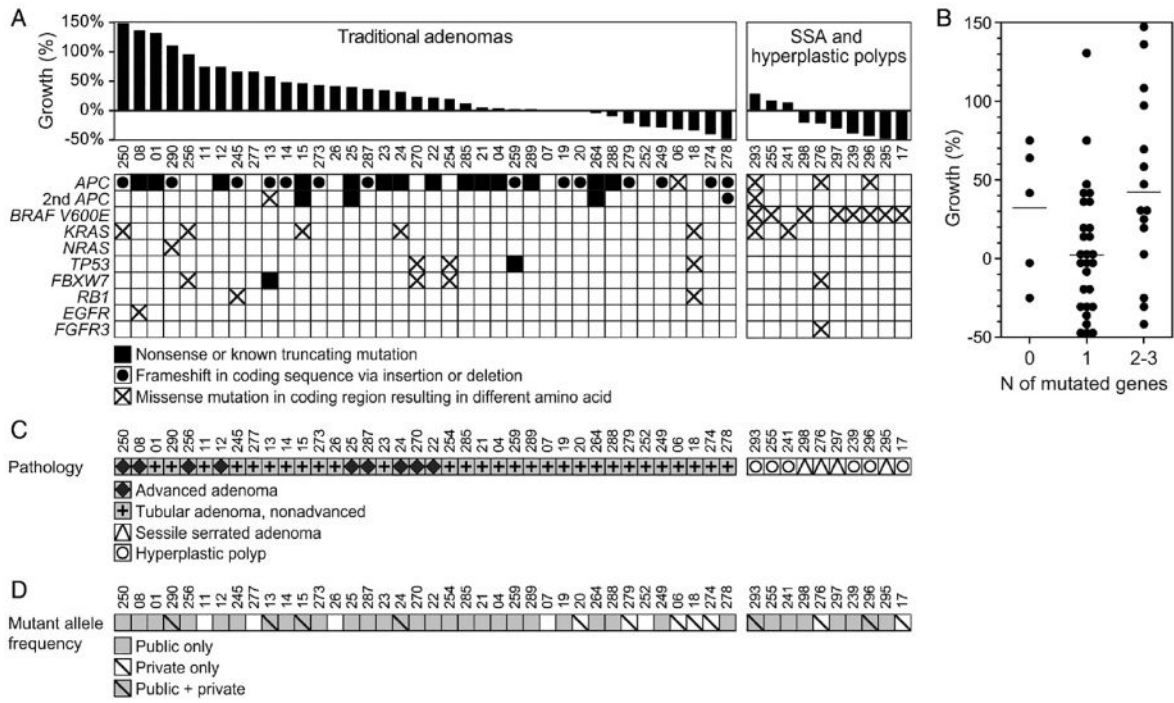 A
150%
100%
50%
0%
-50%
Growth (%)
Traditional adenomas
SSA and
hyperplastic polyps
250 08 01 290 256 11 12 245 277 13 14 15 273 26 25 287 23 24 270 22 254 285 21 04 259 289 07 19 20 264 288 279 252 249 06 18 274 278
293 255 241 298 276 297 239 296 295 17
APC
2nd APC
BRAF V600E
KRAS
NRAS
TP53
FBXW7
RB1
EGFR
FGFR3
Nonsense or known truncating mutation
Frameshift in coding sequence via insertion or deletion
Missense mutation in coding region resulting in different amino acid
B
150
100
50
0
-50
Growth (%)
0 1 2-3
N of mutated genes
C
250 08 01 290 256 11 12 245 277 13 14 15 273 26 25 287 23 24 270 22 254 285 21 04 259 289 07 19 20 264 288 279 252 249 06 18 274 278
293 255 241 298 276 297 239 296 295 17
Pathology
Advanced adenoma
Tubular adenoma, nonadvanced
Sessile serrated adenoma
Hyperplastic polyp
D
250 08 01 290 256 11 12 245 277 13 14 15 273 26 25 287 23 24 270 22 254 285 21 04 259 289 07 19 20 264 288 279 252 249 06 18 274 278
293 255 241 298 276 297 239 296 295 17
Mutant allele
frequency
Public only
Private only
Public + private